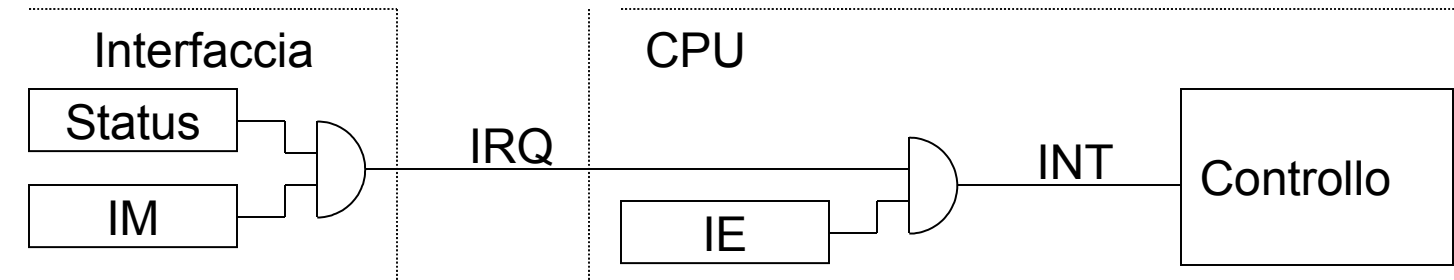 Interfaccia
CPU
Status
IRQ
INT
Controllo
IM
IE